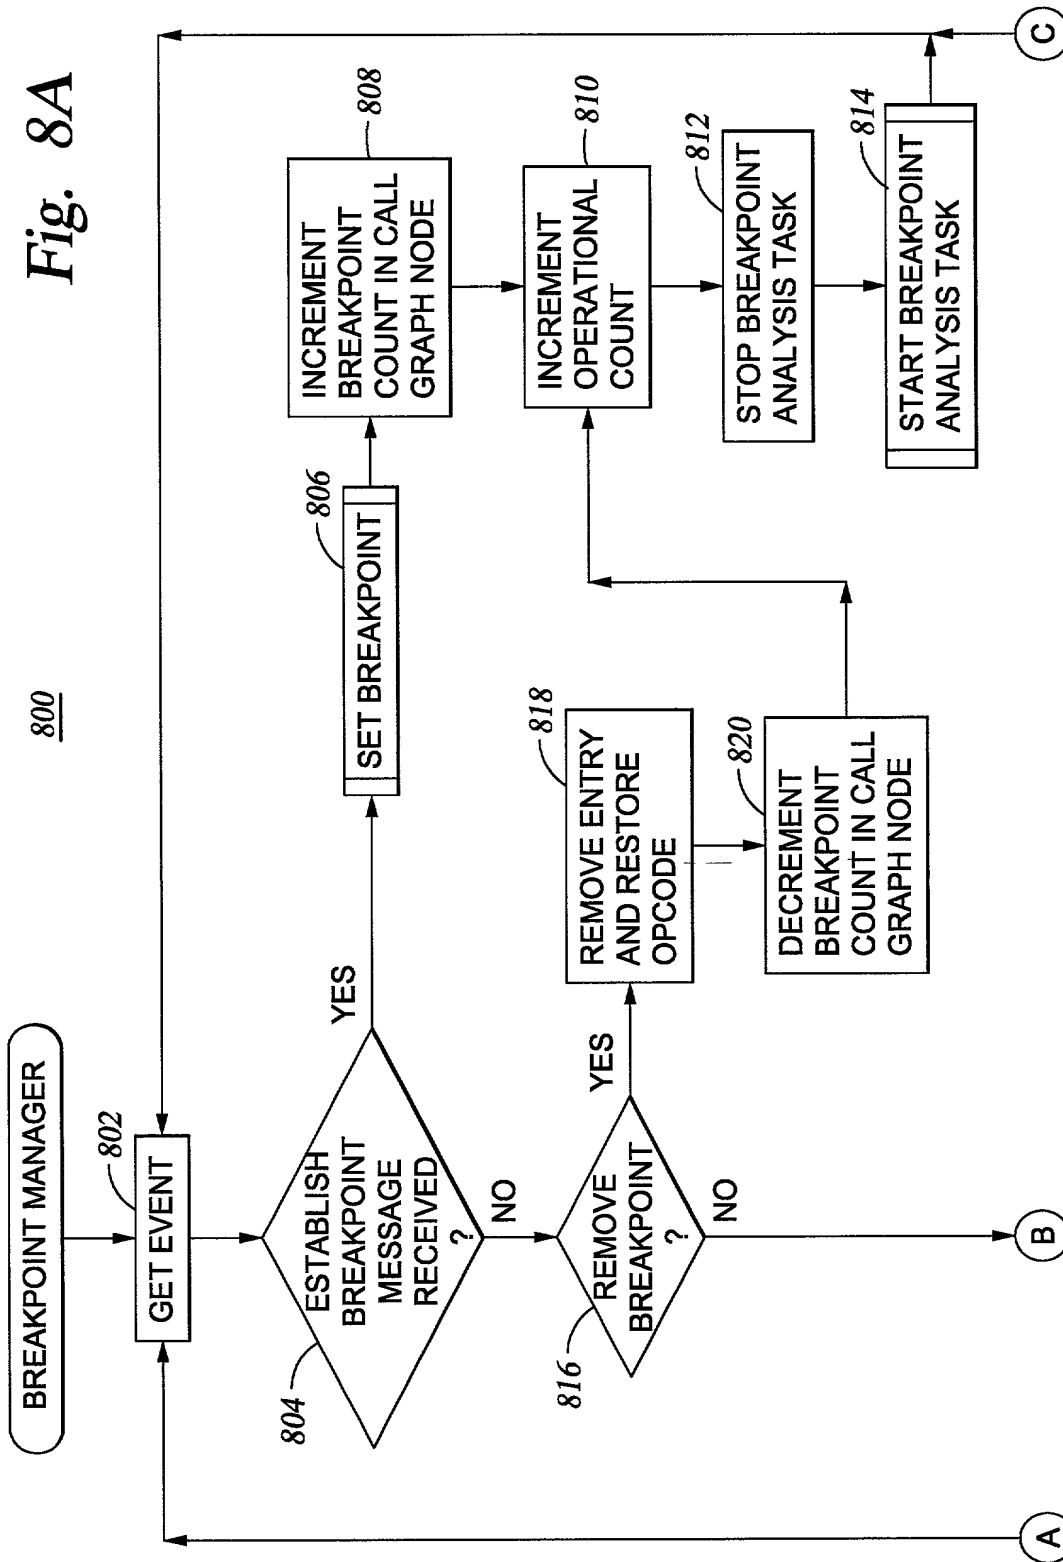 Fig. 8A
800
BREAKPOINT MANAGER
802
GET EVENT
804
ESTABLISH
BREAKPOINT
MESSAGE
RECEIVED
?
YES
NO
806
SET BREAKPOINT
808
INCREMENT
BREAKPOINT
COUNT IN CALL
GRAPH NODE
810
INCREMENT
OPERATIONAL
COUNT
812
STOP BREAKPOINT
ANALYSIS TASK
814
START BREAKPOINT
ANALYSIS TASK
816
REMOVE
BREAKPOINT
?
YES
NO
818
REMOVE ENTRY
AND RESTORE
OPCODE
820
DECREMENT
BREAKPOINT
COUNT IN CALL
GRAPH NODE
A
B
C